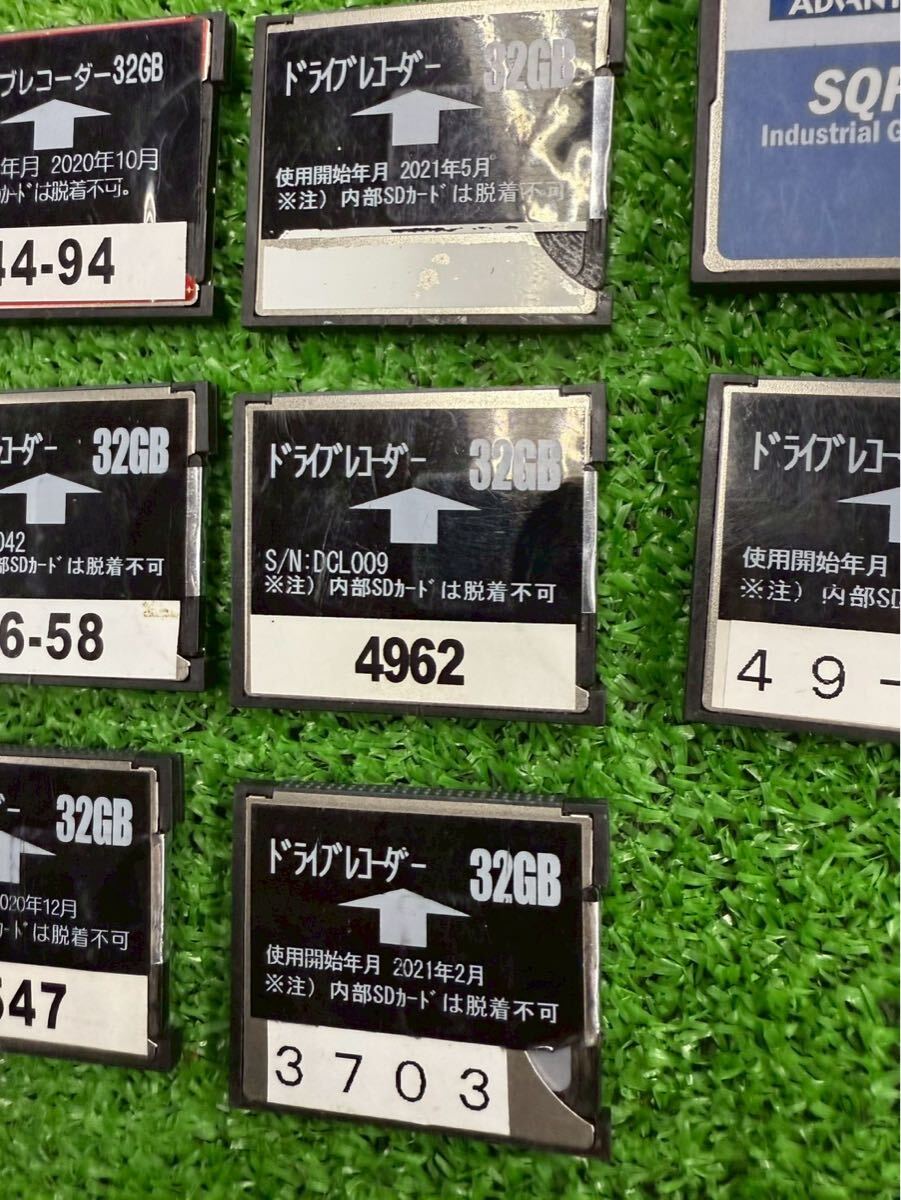 ブレコーダー32GB
年月 2020年10月
カード は脱着不可。
44-94
ドライブレコーダー 32GB
使用開始年月 2021年5月
※注) 内部SDカード は脱着不可
SQF
Industrial G
コーダー 32GB
042
部SDカード は脱着不可
6-58
ドライブレコーダー 32GB
S/N:DCL009
※注) 内部SDカード は脱着不可
4962
ドライブレコー
使用開始年月
※注) 内部SD
49-
ダー 32GB
2020年12月
カード は脱着不可
547
ドライブレコーダー 32GB
使用開始年月 2021年2月
※注) 内部SDカード は脱着不可
3703